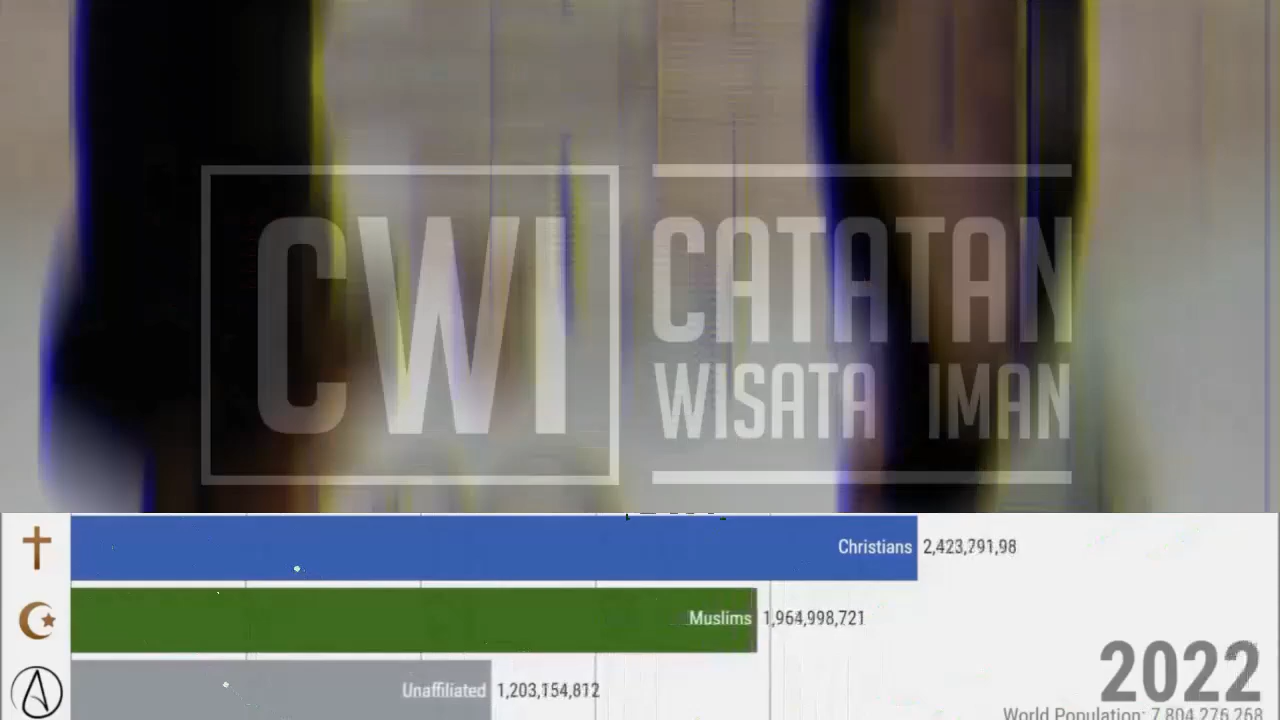 CWI
CATATAN
WISATA IMAN
Christians 2,423,791,98
Muslims 1,964,998,721
Unaffiliated 1,203,154,812
2022
World Population: 7,804,276,268